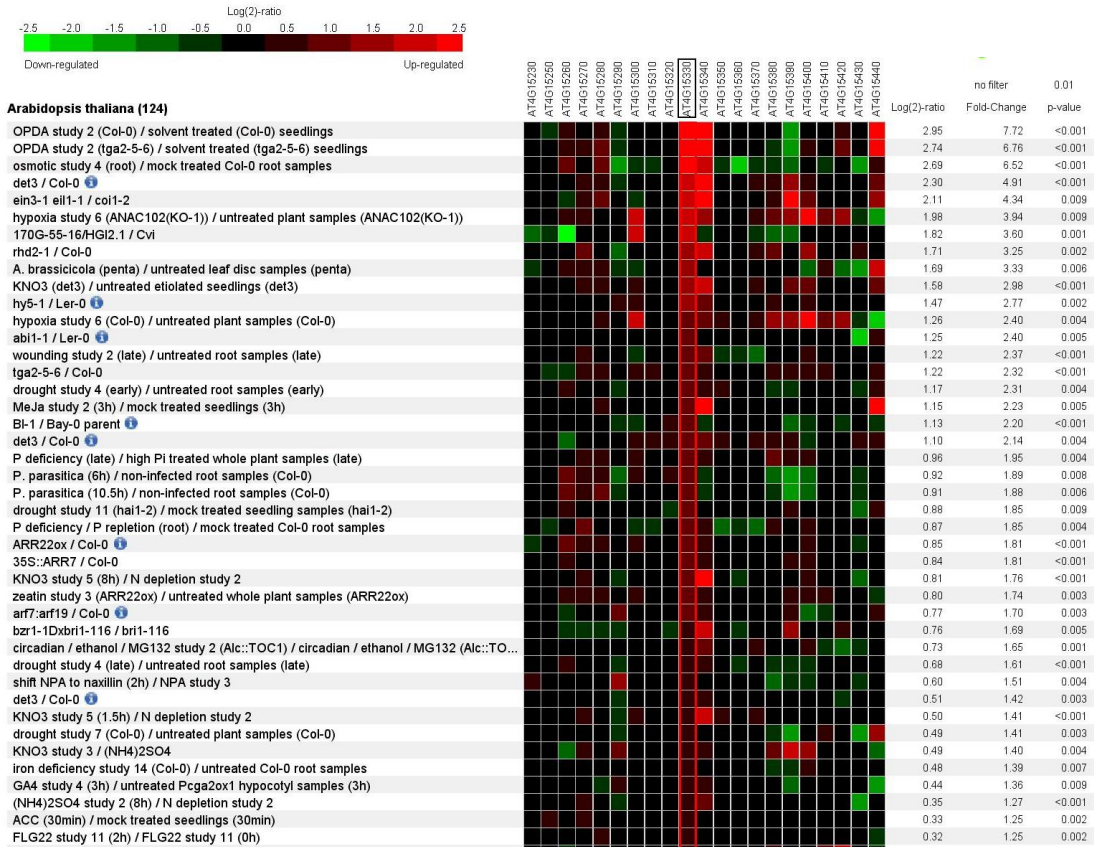 Log(2)-ratio
-2.5 -2.0 -1.5 -1.0 -0.5 0.0 0.5 1.0 1.5 2.0 2.5
Down-regulated Up-regulated
AT4G15230 AT4G15250 AT4G15260 AT4G15270 AT4G15280 AT4G15290 AT4G15300 AT4G15310 AT4G15320 AT4G15330 AT4G15340 AT4G15350 AT4G15360 AT4G15370 AT4G15380 AT4G15390 AT4G15400 AT4G15410 AT4G15420 AT4G15430 AT4G15440
no filter 0.01
Arabidopsis thaliana (124) Log(2)-ratio Fold-Change p-value
OPDA study 2 (Col-0) / solvent treated (Col-0) seedlings 2.95 7.72 <0.001
OPDA study 2 (tga2-5-6) / solvent treated (tga2-5-6) seedlings 2.74 6.76 <0.001
osmotic study 4 (root) / mock treated Col-0 root samples 2.69 6.52 <0.001
det3 / Col-0 i 2.30 4.91 <0.001
ein3-1 eil1-1 / coi1-2 2.11 4.34 0.009
hypoxia study 6 (ANAC102(KO-1)) / untreated plant samples (ANAC102(KO-1)) 1.98 3.94 0.009
170G-55-16/HGI2.1 / Cvi 1.82 3.60 0.001
rhd2-1 / Col-0 1.71 3.25 0.002
A. brassicicola (penta) / untreated leaf disc samples (penta) 1.69 3.33 0.006
KNO3 (det3) / untreated etiolated seedlings (det3) 1.58 2.98 <0.001
hy5-1 / Ler-0 i 1.47 2.77 0.002
hypoxia study 6 (Col-0) / untreated plant samples (Col-0) 1.26 2.40 0.004
abi1-1 / Ler-0 i 1.25 2.40 0.005
wounding study 2 (late) / untreated root samples (late) 1.22 2.37 <0.001
tga2-5-6 / Col-0 1.22 2.32 <0.001
drought study 4 (early) / untreated root samples (early) 1.17 2.31 0.004
MeJa study 2 (3h) / mock treated seedlings (3h) 1.15 2.23 0.005
BI-1 / Bay-0 parent i 1.13 2.20 <0.001
det3 / Col-0 i 1.10 2.14 0.004
P deficiency (late) / high Pi treated whole plant samples (late) 0.96 1.95 0.004
P. parasitica (6h) / non-infected root samples (Col-0) 0.92 1.89 0.008
P. parasitica (10.5h) / non-infected root samples (Col-0) 0.91 1.88 0.006
drought study 11 (hai1-2) / mock treated seedling samples (hai1-2) 0.88 1.85 0.009
P deficiency / P repletion (root) / mock treated Col-0 root samples 0.87 1.85 0.004
ARR22ox / Col-0 i 0.85 1.81 <0.001
35S::ARR7 / Col-0 0.84 1.81 <0.001
KNO3 study 5 (8h) / N depletion study 2 0.81 1.76 <0.001
zeatin study 3 (ARR22ox) / untreated whole plant samples (ARR22ox) 0.80 1.74 0.003
arf7:arf19 / Col-0 i 0.77 1.70 0.003
bzr1-1Dxbri1-116 / bri1-116 0.76 1.69 0.005
circadian / ethanol / MG132 study 2 (Alc::TOC1) / circadian / ethanol / MG132 (Alc::TO... 0.73 1.65 0.001
drought study 4 (late) / untreated root samples (late) 0.68 1.61 <0.001
shift NPA to naxillin (2h) / NPA study 3 0.60 1.51 0.004
det3 / Col-0 i 0.51 1.42 0.003
KNO3 study 5 (1.5h) / N depletion study 2 0.50 1.41 <0.001
drought study 7 (Col-0) / untreated plant samples (Col-0) 0.49 1.41 0.003
KNO3 study 3 / (NH4)2SO4 0.49 1.40 0.004
iron deficiency study 14 (Col-0) / untreated Col-0 root samples 0.48 1.39 0.007
GA4 study 4 (3h) / untreated Pcga2ox1 hypocotyl samples (3h) 0.44 1.36 0.009
(NH4)2SO4 study 2 (8h) / N depletion study 2 0.35 1.27 <0.001
ACC (30min) / mock treated seedlings (30min) 0.33 1.25 0.002
FLG22 study 11 (2h) / FLG22 study 11 (0h) 0.32 1.25 0.002